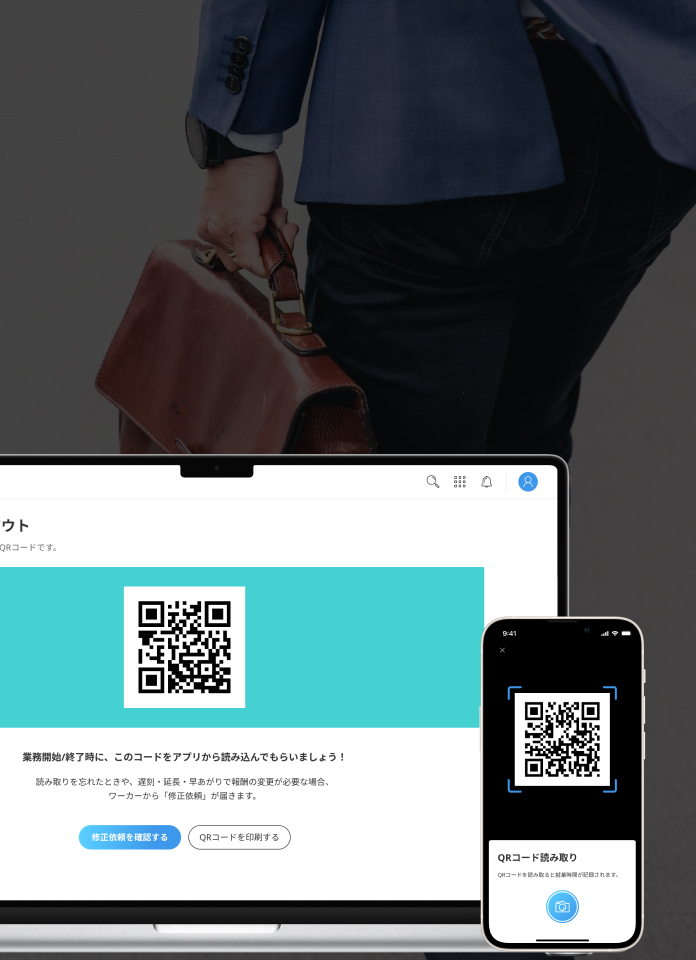 ウト
QRコードです。
業務開始/終了時に、このコードをアプリから読み込んでもらいましょう！
読み取りを忘れたときや、遅刻・延長・早あがりで報酬の変更が必要な場合、
ワーカーから「修正依頼」が届きます。
修正依頼を確認する
QRコードを印刷する
9:41
QRコード読み取り
QRコードを読み取ると就業時間が記録されます。